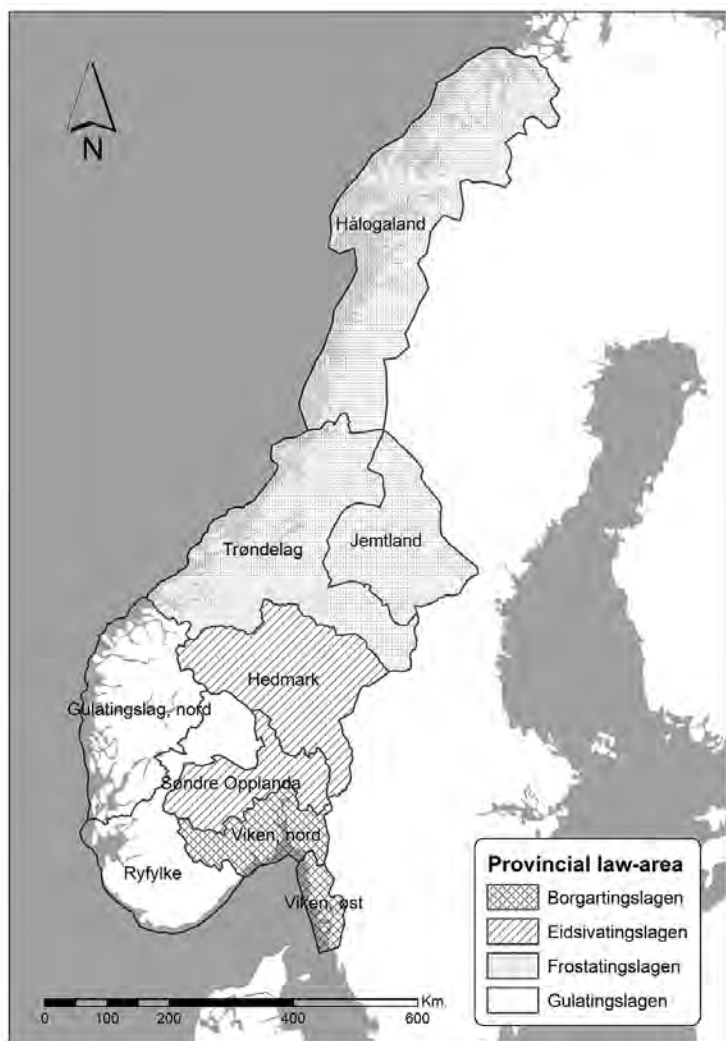 N
Hålogaland
Trøndelag
Jemtland
Hedmark
Gulatingslag, nord
Søndre Opplanda
Viken, nord
Ryfylke
Viken, øst
Provincial law-area
Borgartingslagen
Eidsivatingslagen
Frostatingslagen
Gulatingslagen
Km.
0 100 200 400 600